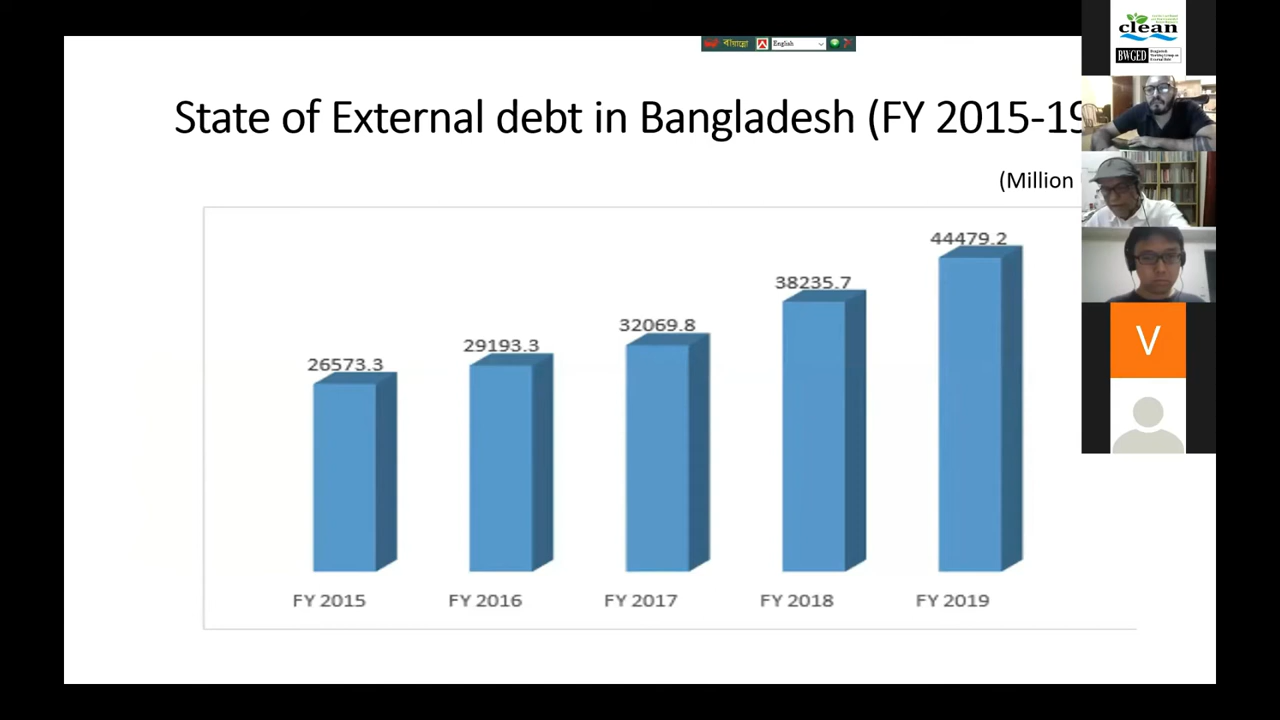 clean
BWGED
বায়ান্নো
English
State of External debt in Bangladesh (FY 2015-19
(Million
44479.2
38235.7
32069.8
29193.3
26573.3
FY 2015 FY 2016 FY 2017 FY 2018 FY 2019
V